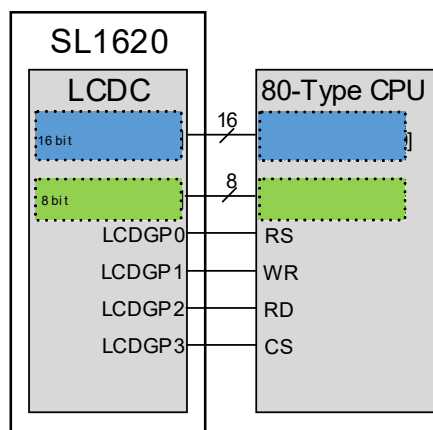 SL1620
LCDC
80-Type CPU
16 bit
16
]
8 bit
8
LCDGP0
RS
LCDGP1
WR
LCDGP2
RD
LCDGP3
CS